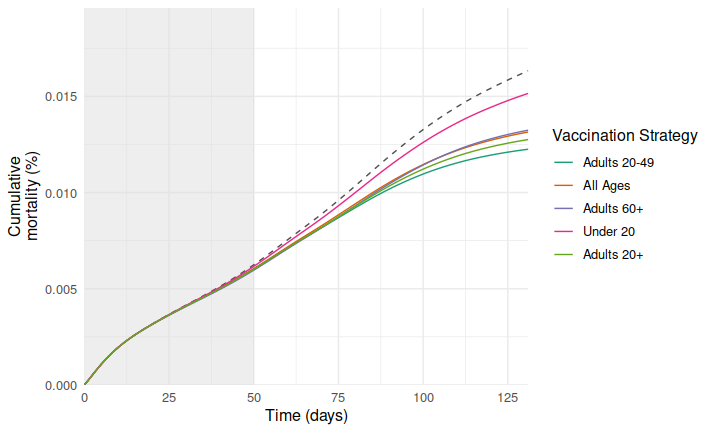 0.015
0.010
0.005
0.000
Cumulative
mortality (%)
0
25
50
75
100
125
Time (days)
Vaccination Strategy
Adults 20-49
All Ages
Adults 60+
Under 20
Adults 20+